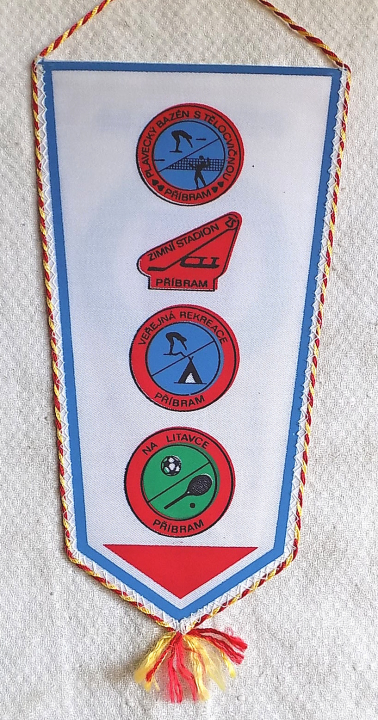 PLAVECKÝ BAZÉN S TĚLOCVIČNOU
PŘÍBRAM
ZIMNÍ STADION
PŘÍBRAM
VEŘEJNÁ REKREACE
PŘÍBRAM
NA LITAVCE
PŘÍBRAM